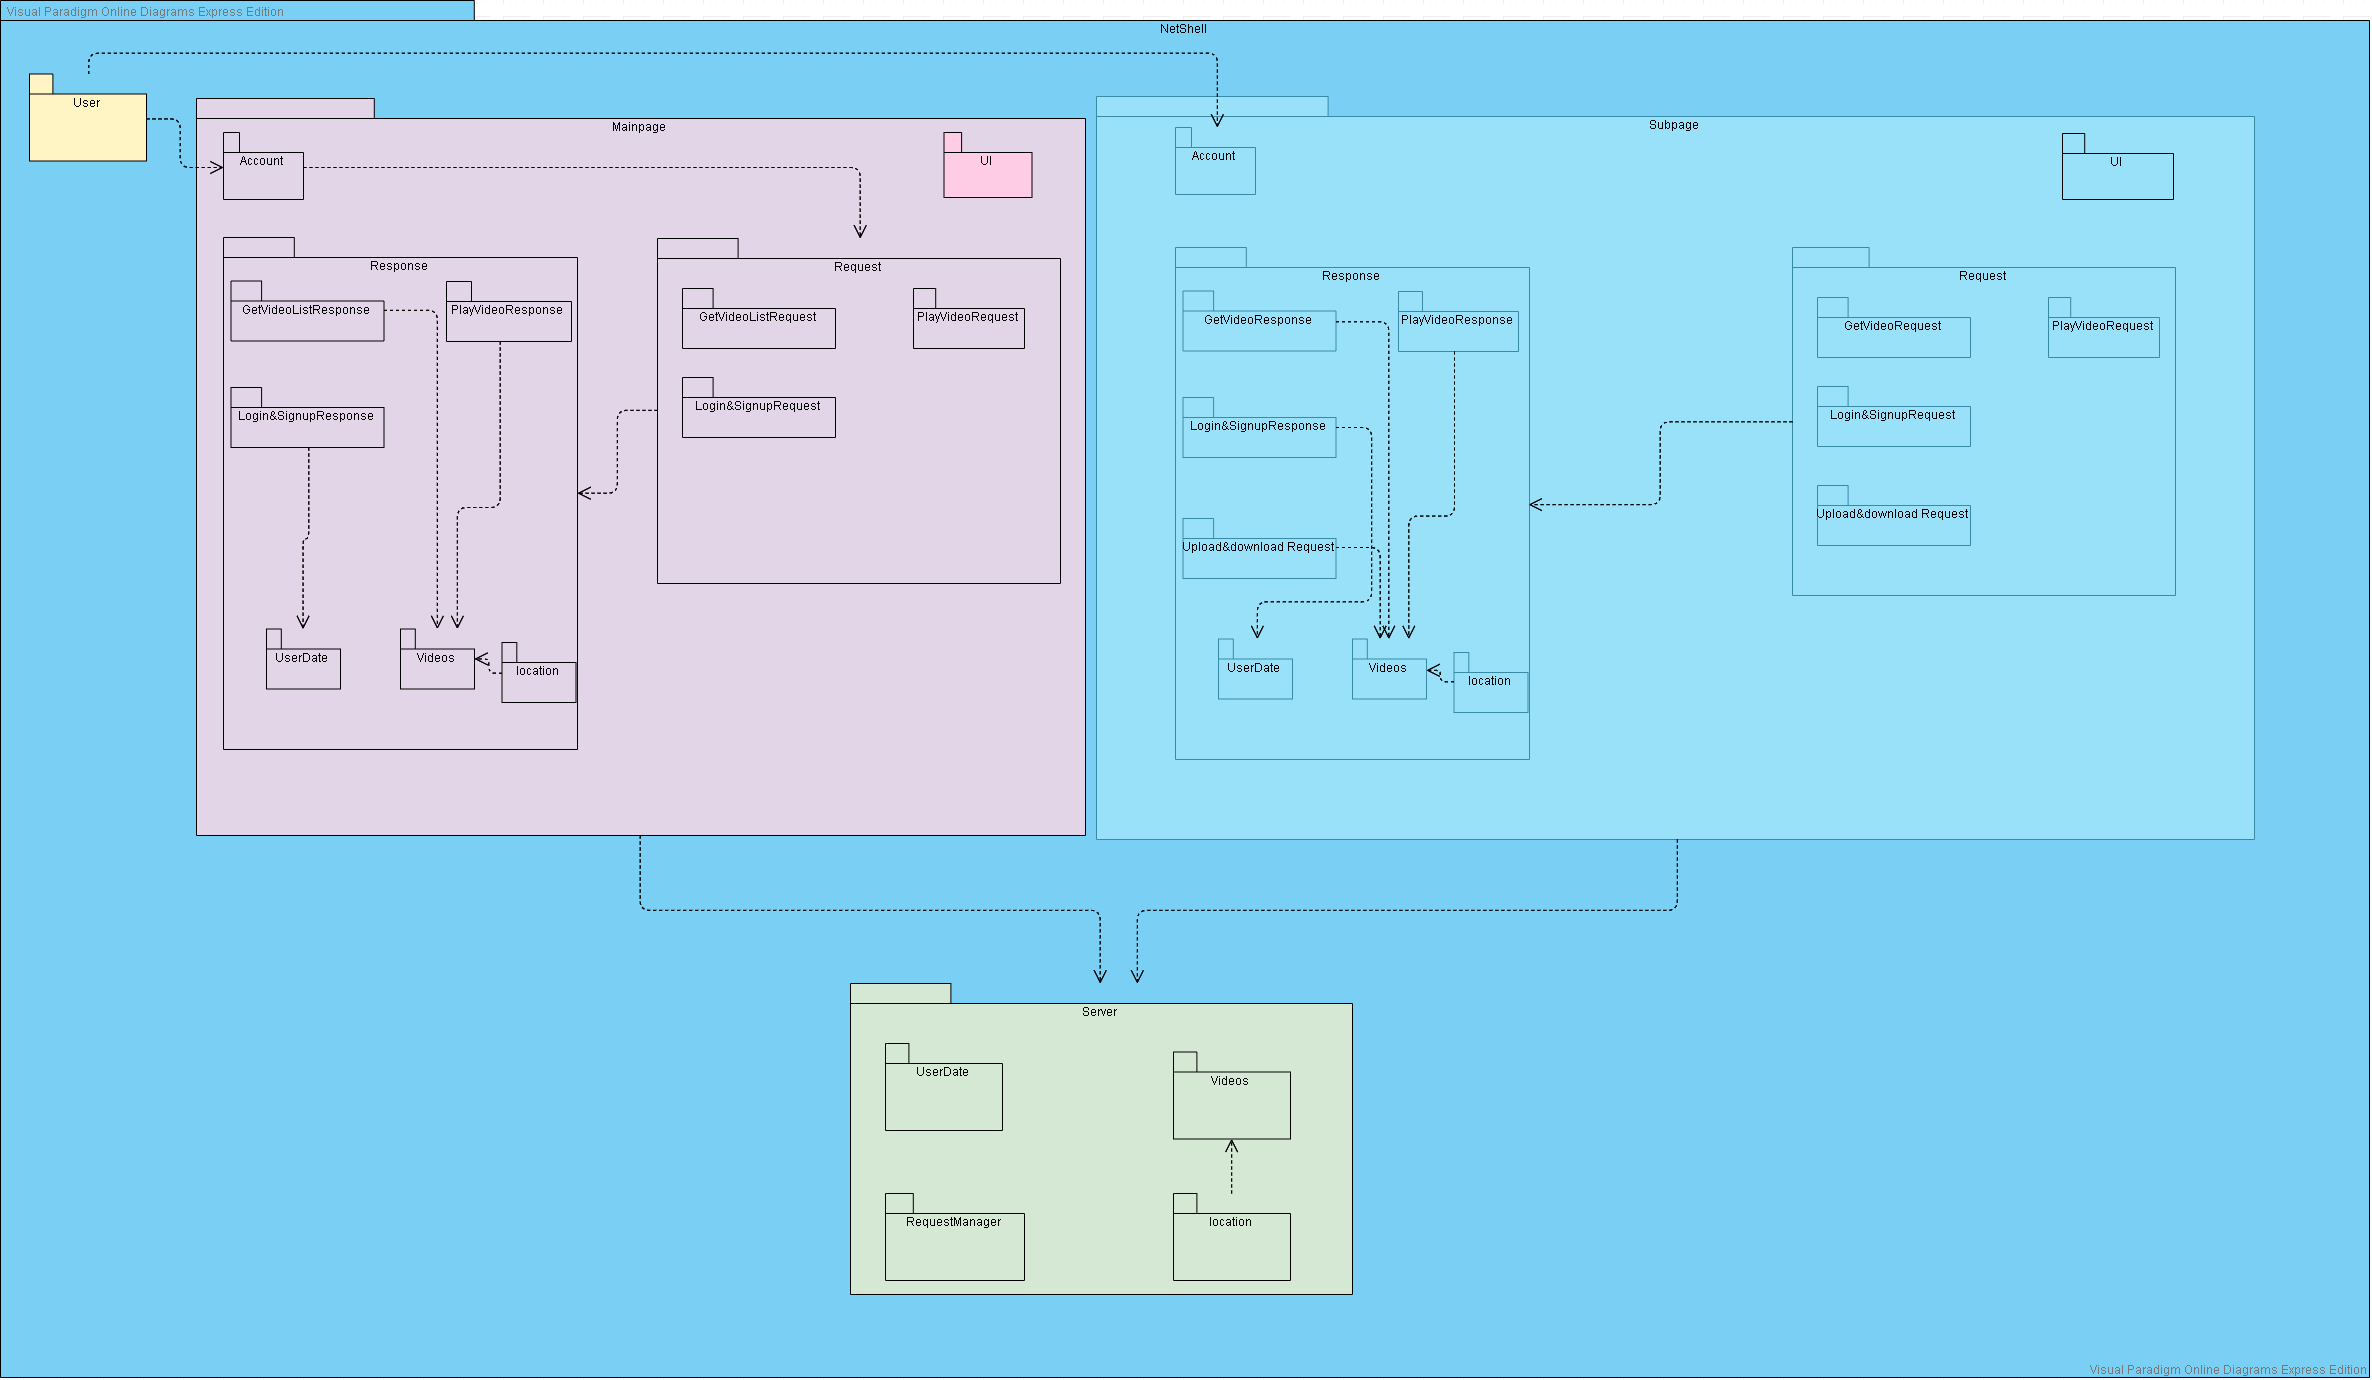 Visual Paradigm Online Diagrams Express Edition
NetShell
User
Mainpage
Account
UI
Response
GetVideoListResponse
PlayVideoResponse
Login&SignupResponse
UserDate
Videos
location
Request
GetVideoListRequest
PlayVideoRequest
Login&SignupRequest
Subpage
Account
UI
Response
GetVideoResponse
PlayVideoResponse
Login&SignupResponse
Upload&download Request
UserDate
Videos
location
Request
GetVideoRequest
PlayVideoRequest
Login&SignupRequest
Upload&download Request
Server
UserDate
Videos
RequestManager
location
Visual Paradigm Online Diagrams Express Edition